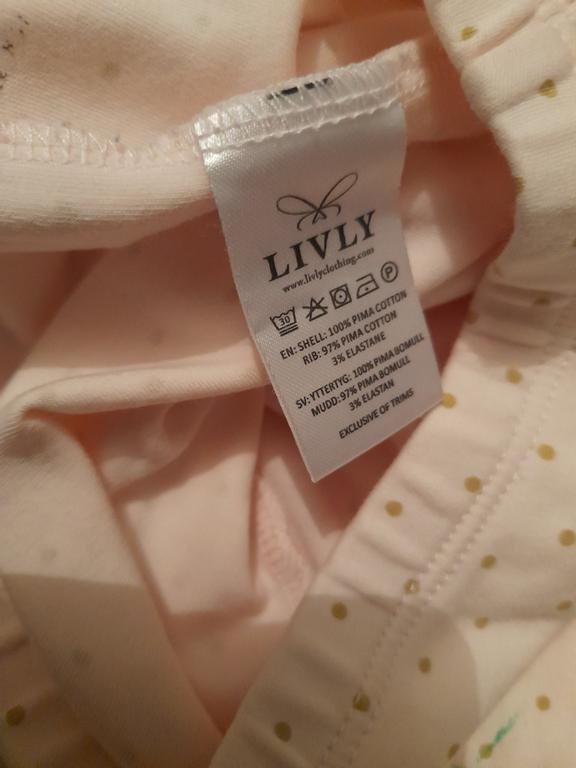 LIVLY
www.livlyclothing.com
30
P
EN: SHELL: 100% PIMA COTTON
RIB: 97% PIMA COTTON
3% ELASTANE
SV: YTTERTYG: 100% PIMA BOMULL
MUDD: 97% PIMA BOMULL
3% ELASTAN
EXCLUSIVE OF TRIMS